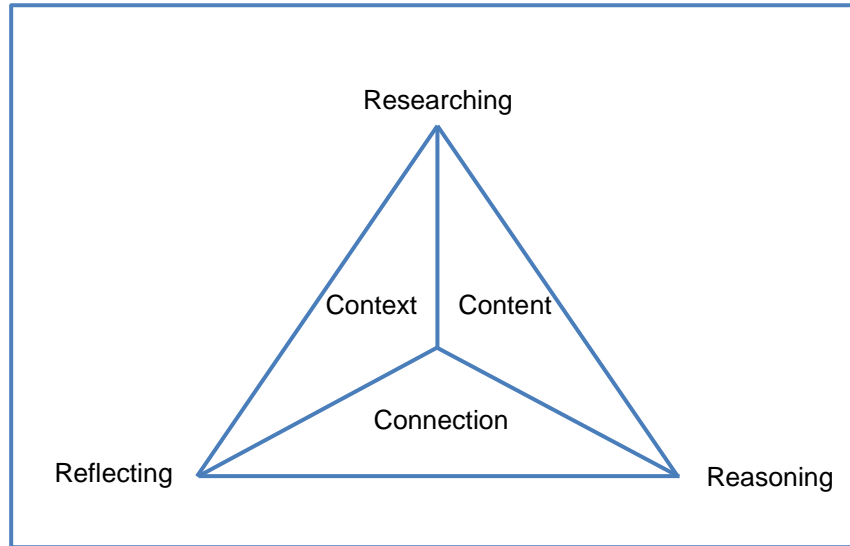 Researching
Context
Content
Connection
Reflecting
Reasoning